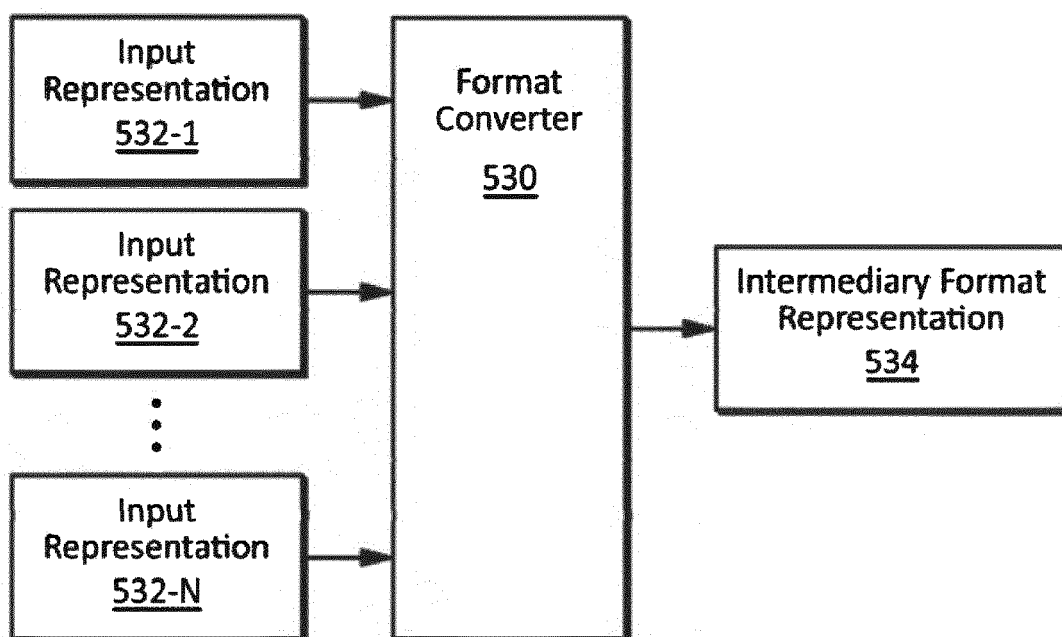 Input
Representation
532-1
Input
Representation
532-2
Input
Representation
532-N
Format
Converter
530
Intermediary Format
Representation
534